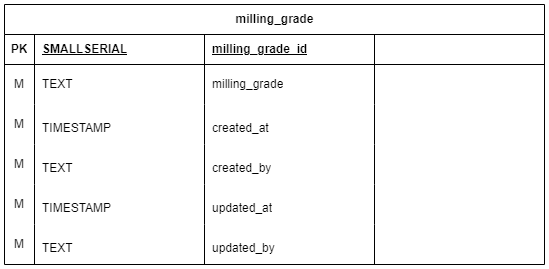 milling_grade
PK SMALLSERIAL milling_grade_id
M TEXT milling_grade
M TIMESTAMP created_at
M TEXT created_by
M TIMESTAMP updated_at
M TEXT updated_by